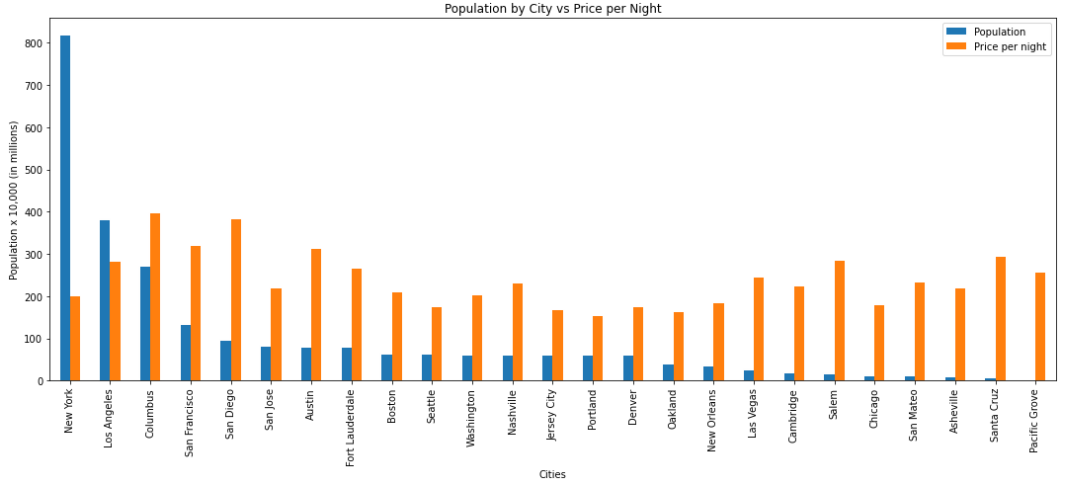 Population by City vs Price per Night
Population
Price per night
Population x 10,000 (in millions)
800
700
600
500
400
300
200
100
0
New York
Los Angeles
Columbus
San Francisco
San Diego
San Jose
Austin
Fort Lauderdale
Boston
Seattle
Washington
Nashville
Jersey City
Portland
Denver
Oakland
New Orleans
Las Vegas
Cambridge
Salem
Chicago
San Mateo
Asheville
Santa Cruz
Pacific Grove
Cities